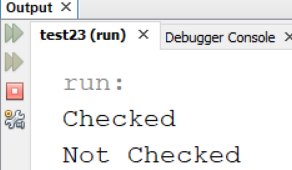 Output ×
test23 (run) × Debugger Console ×
run:
Checked
Not Checked